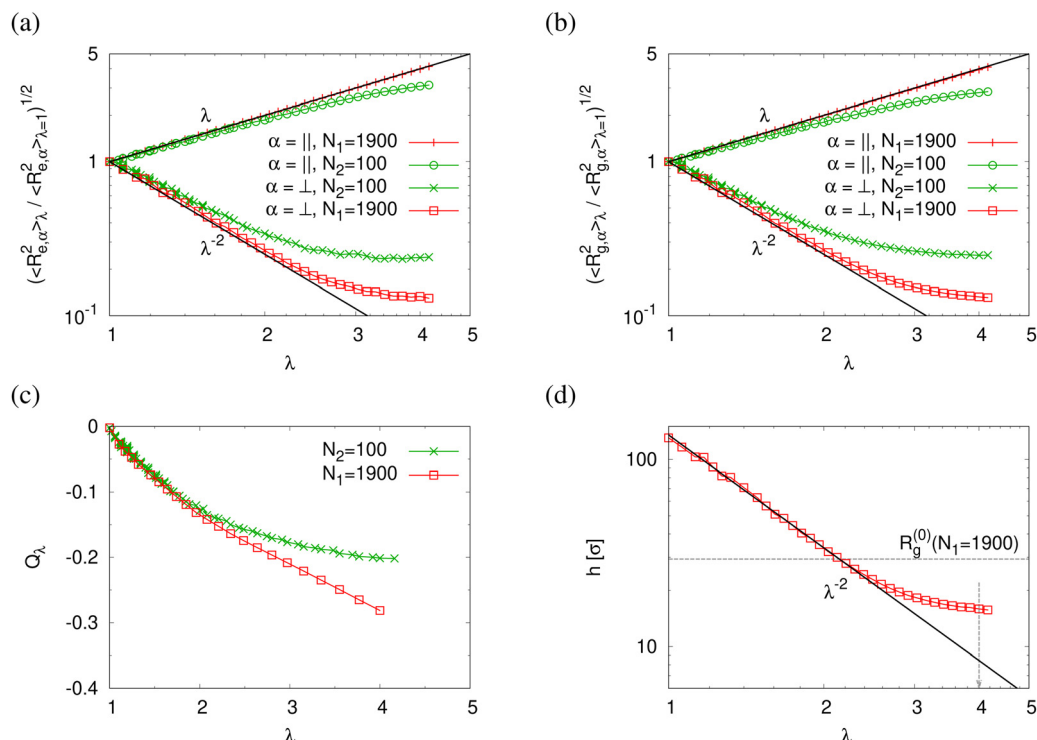 (a)
(<R²e,α>λ / <R²e,α>λ=1)^1/2
5
1
10^-1
λ
λ^-2
α = ||, N₁=1900
α = ||, N₂=100
α = ⊥, N₂=100
α = ⊥, N₁=1900
1 2 3 4 5
λ
(b)
(<R²g,α>λ / <R²g,α>λ=1)^1/2
5
1
10^-1
λ
λ^-2
α = ||, N₁=1900
α = ||, N₂=100
α = ⊥, N₂=100
α = ⊥, N₁=1900
1 2 3 4 5
λ
(c)
Qλ
0
-0.1
-0.2
-0.3
-0.4
N₂=100
N₁=1900
1 2 3 4 5
λ
(d)
h [σ]
100
10
Rg^(0)(N₁=1900)
λ^-2
1 2 3 4 5
λ